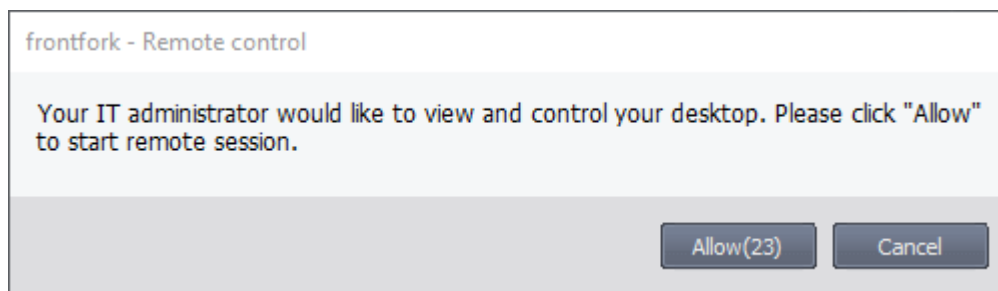 frontfork - Remote control
Your IT administrator would like to view and control your desktop. Please click "Allow"
to start remote session.
Allow(23)
Cancel